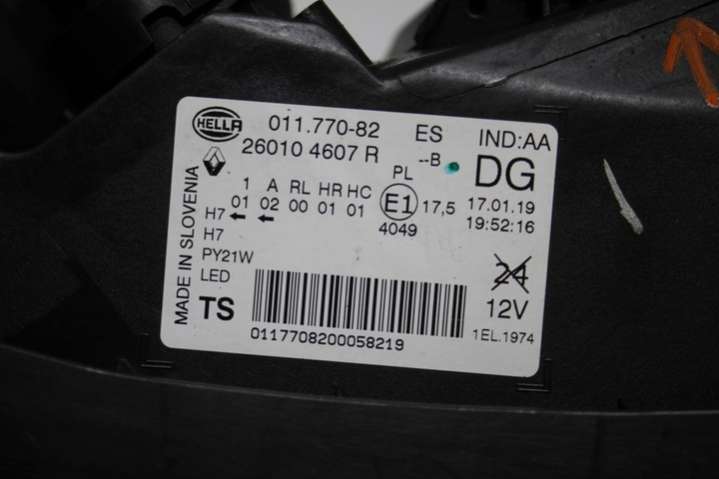 HELLA 011.770-82 ES IND:AA
26010 4607 R --B DG
PL
1 A RL HR HC E1 17,5 17.01.19
01 02 00 01 01 4049 19:52:16
H7
H7
PY21W
LED
24
12V
TS
1EL.1974
0117708200058219
MADE IN SLOVENIA